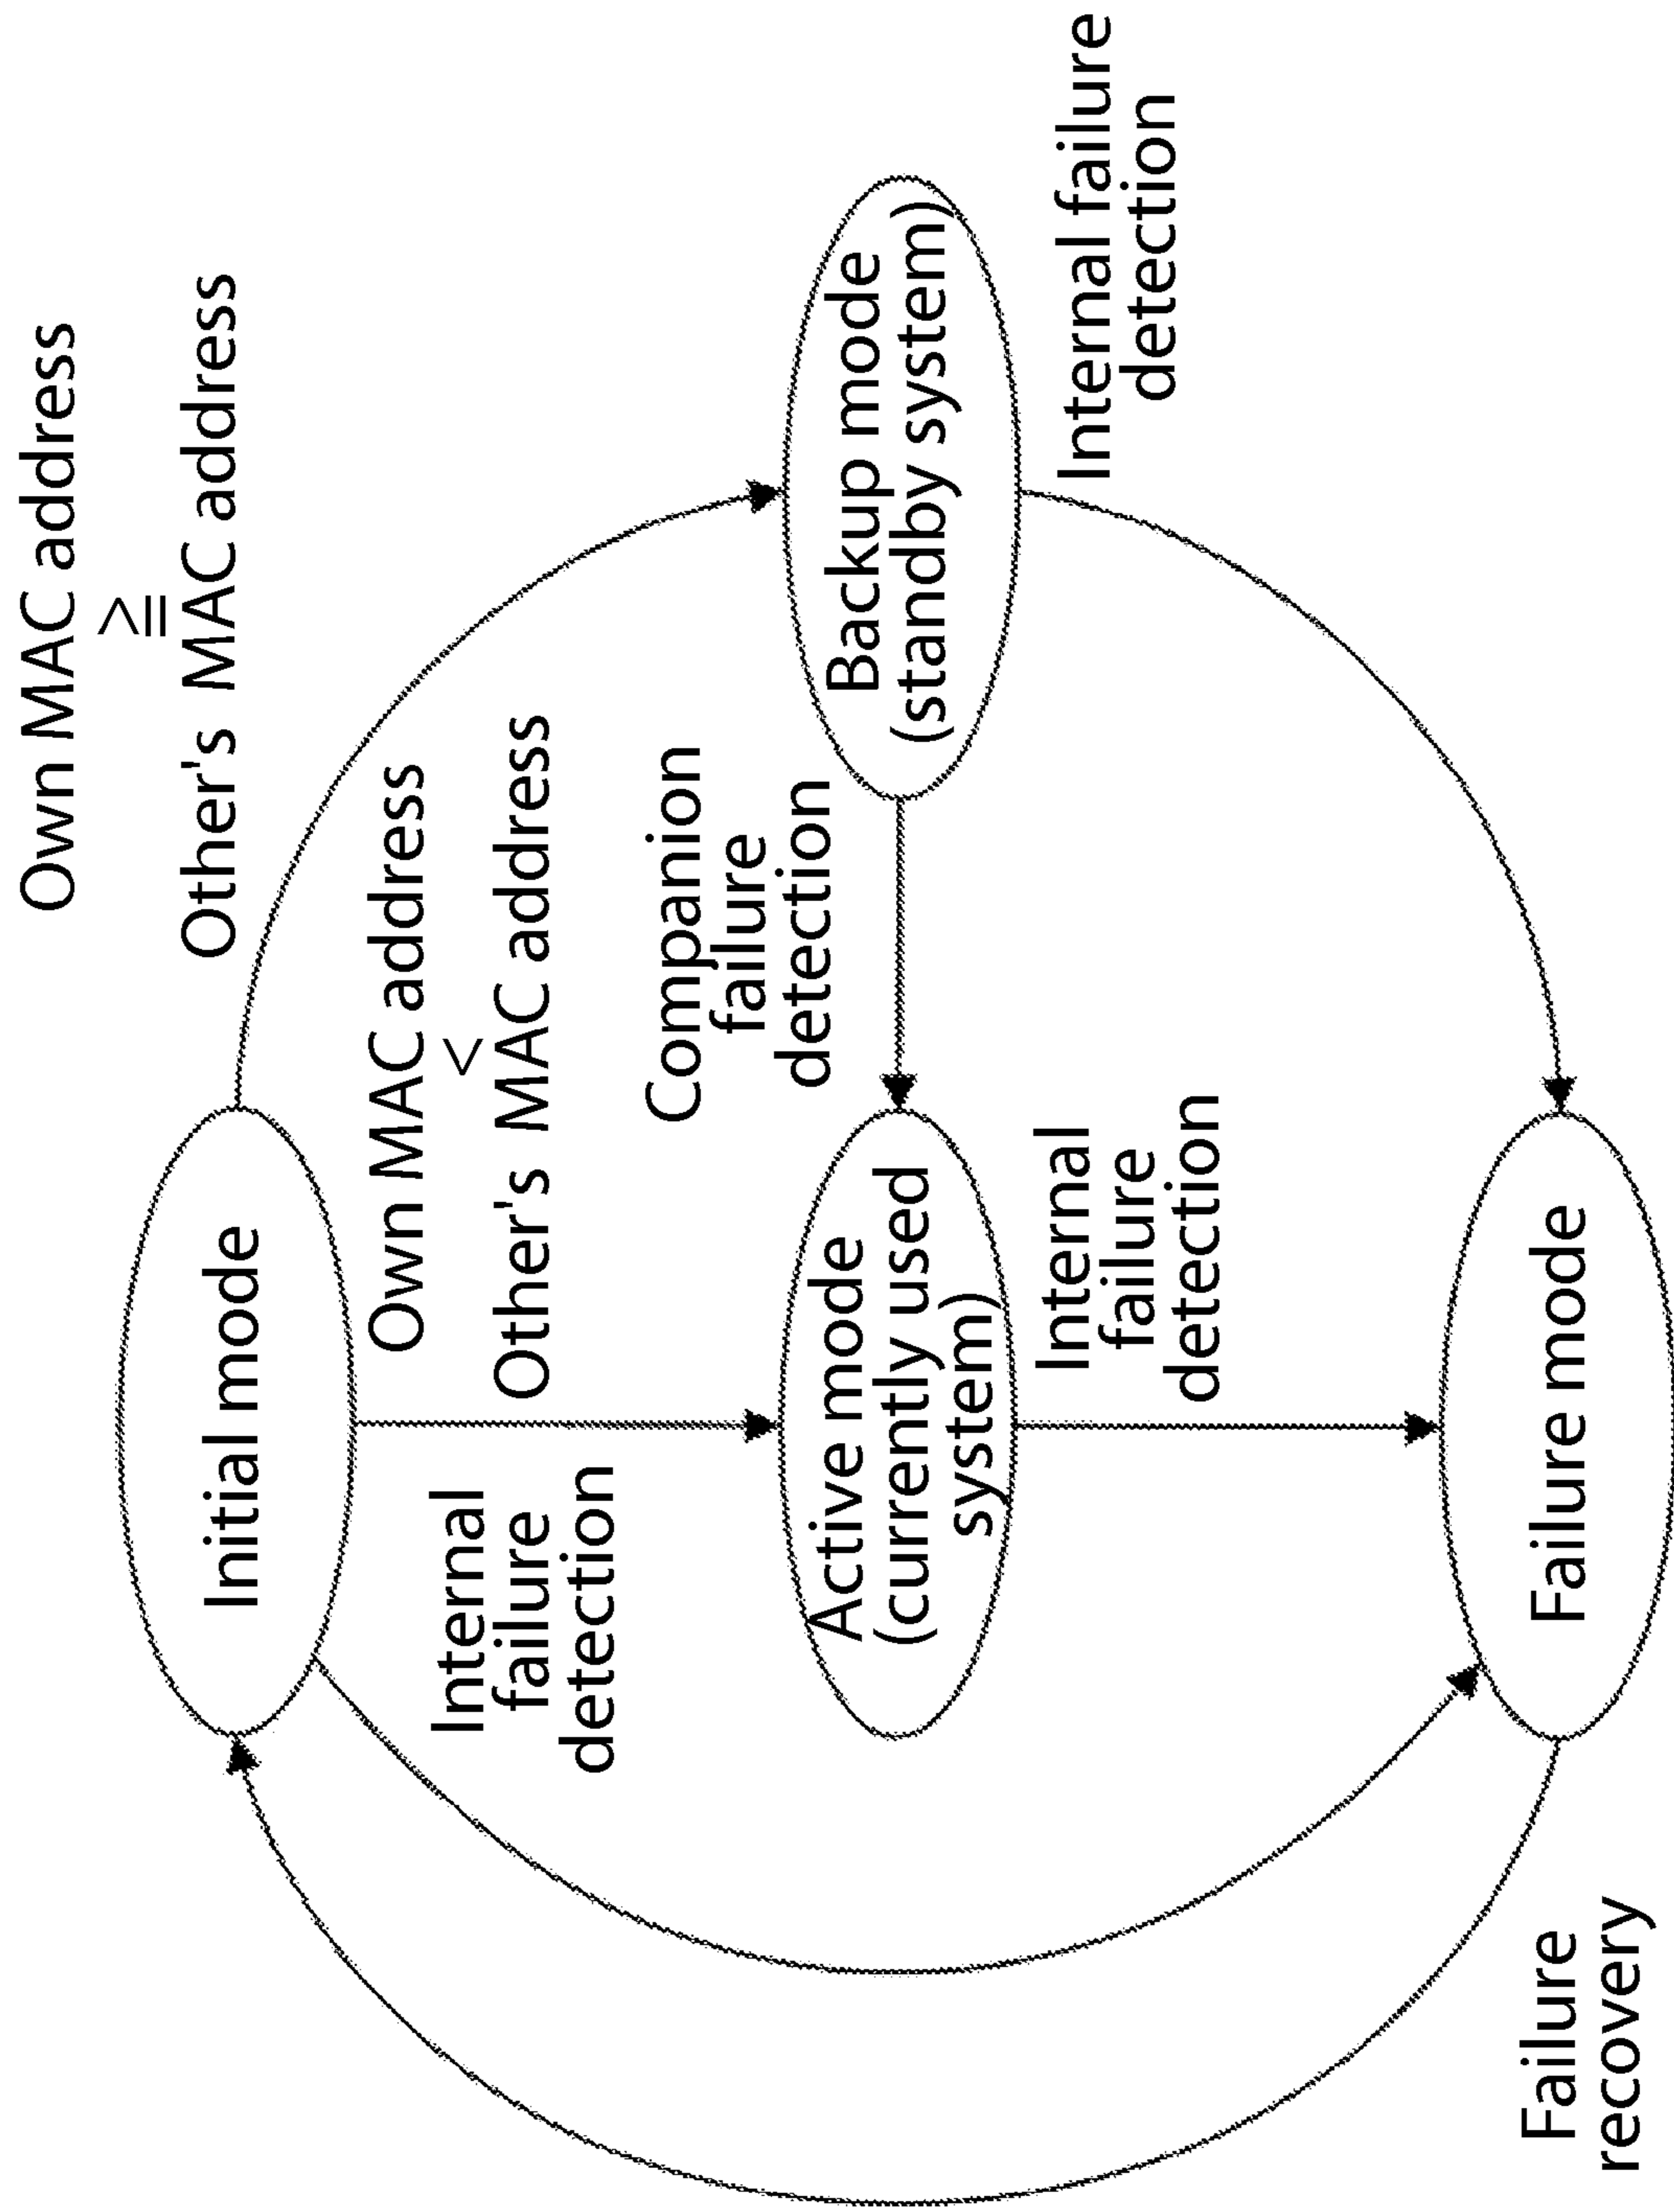 Own MAC address
≧
Other's MAC address
Initial mode
Own MAC address
<
Other's MAC address
Internal
failure
detection
Companion
failure
detection
Active mode
(currently used
system)
Backup mode
(standby system)
Internal
failure
detection
Internal failure
detection
Failure mode
Failure
recovery